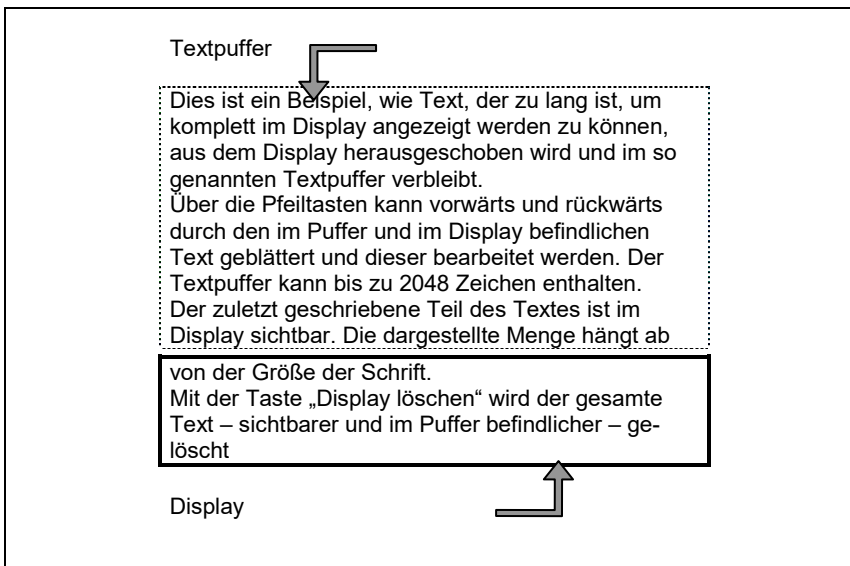 Textpuffer
Dies ist ein Beispiel, wie Text, der zu lang ist, um
komplett im Display angezeigt werden zu können,
aus dem Display herausgeschoben wird und im so
genannten Textpuffer verbleibt.
Über die Pfeiltasten kann vorwärts und rückwärts
durch den im Puffer und im Display befindlichen
Text geblättert und dieser bearbeitet werden. Der
Textpuffer kann bis zu 2048 Zeichen enthalten.
Der zuletzt geschriebene Teil des Textes ist im
Display sichtbar. Die dargestellte Menge hängt ab
von der Größe der Schrift.
Mit der Taste „Display löschen“ wird der gesamte
Text – sichtbarer und im Puffer befindlicher – ge-
löscht
Display